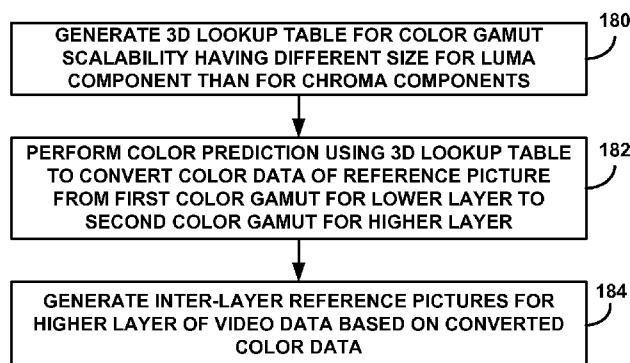 GENERATE 3D LOOKUP TABLE FOR COLOR GAMUT
SCALABILITY HAVING DIFFERENT SIZE FOR LUMA
COMPONENT THAN FOR CHROMA COMPONENTS
180
PERFORM COLOR PREDICTION USING 3D LOOKUP TABLE
TO CONVERT COLOR DATA OF REFERENCE PICTURE
FROM FIRST COLOR GAMUT FOR LOWER LAYER TO
SECOND COLOR GAMUT FOR HIGHER LAYER
182
GENERATE INTER-LAYER REFERENCE PICTURES FOR
HIGHER LAYER OF VIDEO DATA BASED ON CONVERTED
COLOR DATA
184